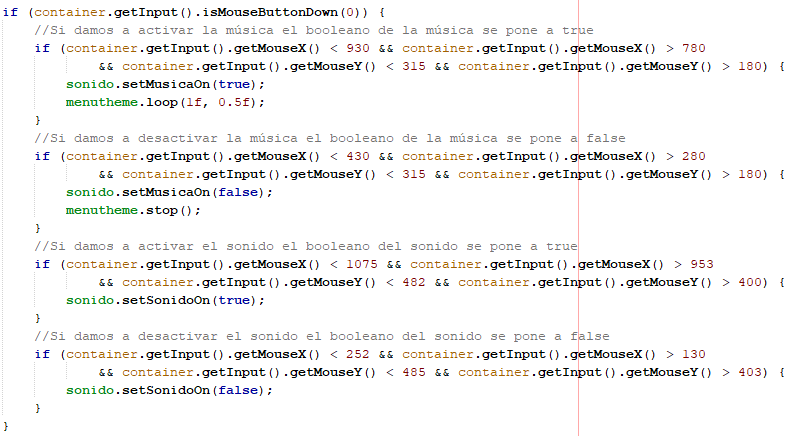 if (container.getInput().isMouseButtonDown(0)) {
    //Si damos a activar la música el booleano de la música se pone a true
    if (container.getInput().getMouseX() < 930 && container.getInput().getMouseX() > 780
            && container.getInput().getMouseY() < 315 && container.getInput().getMouseY() > 180) {
        sonido.setMusicaOn(true);
        menutheme.loop(1f, 0.5f);
    }
    //Si damos a desactivar la música el booleano de la música se pone a false
    if (container.getInput().getMouseX() < 430 && container.getInput().getMouseX() > 280
            && container.getInput().getMouseY() < 315 && container.getInput().getMouseY() > 180) {
        sonido.setMusicaOn(false);
        menutheme.stop();
    }
    //Si damos a activar el sonido el booleano del sonido se pone a true
    if (container.getInput().getMouseX() < 1075 && container.getInput().getMouseX() > 953
            && container.getInput().getMouseY() < 482 && container.getInput().getMouseY() > 400) {
        sonido.setSonidoOn(true);
    }
    //Si damos a desactivar el sonido el booleano del sonido se pone a false
    if (container.getInput().getMouseX() < 252 && container.getInput().getMouseX() > 130
            && container.getInput().getMouseY() < 485 && container.getInput().getMouseY() > 403) {
        sonido.setSonidoOn(false);
    }
}